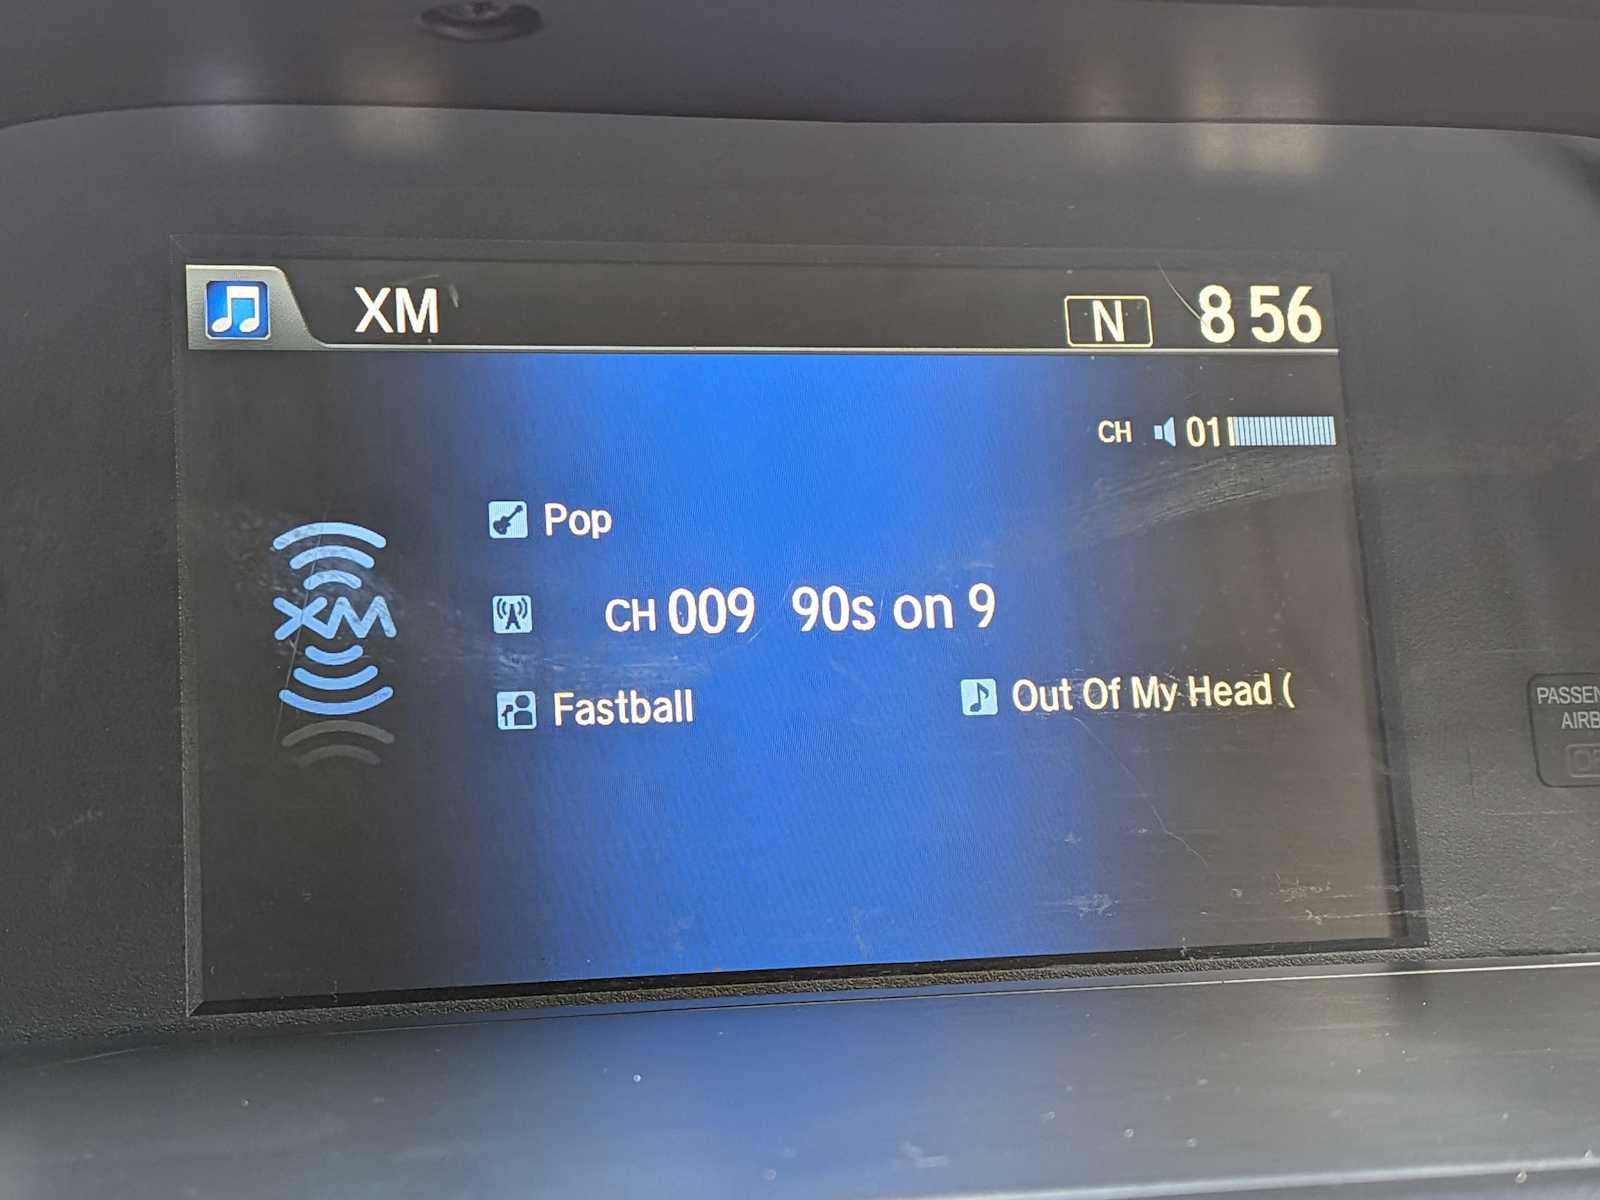 XM N 8 56
CH 01
Pop
XM
CH 009 90s on 9
Fastball Out Of My Head (
PASSEN
AIRB